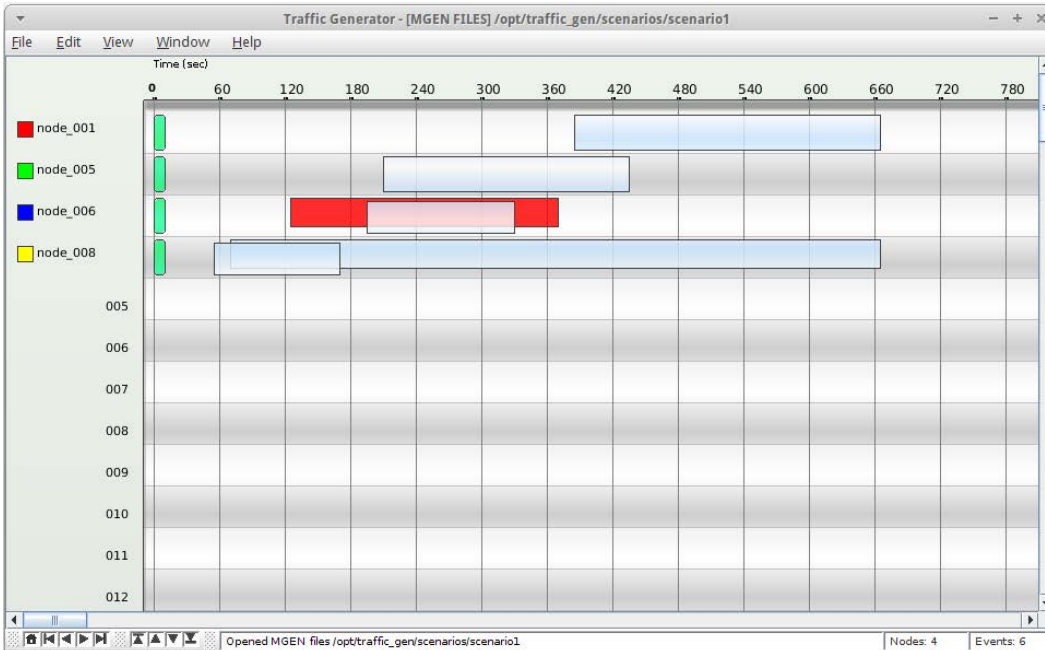 Traffic Generator - [MGEN FILES] /opt/traffic_gen/scenarios/scenario1
File Edit View Window Help
Time (sec)
0 60 120 180 240 300 360 420 480 540 600 660 720 780
node_001
node_005
node_006
node_008
005
006
007
008
009
010
011
012
Opened MGEN files /opt/traffic_gen/scenarios/scenario1 Nodes: 4 Events: 6